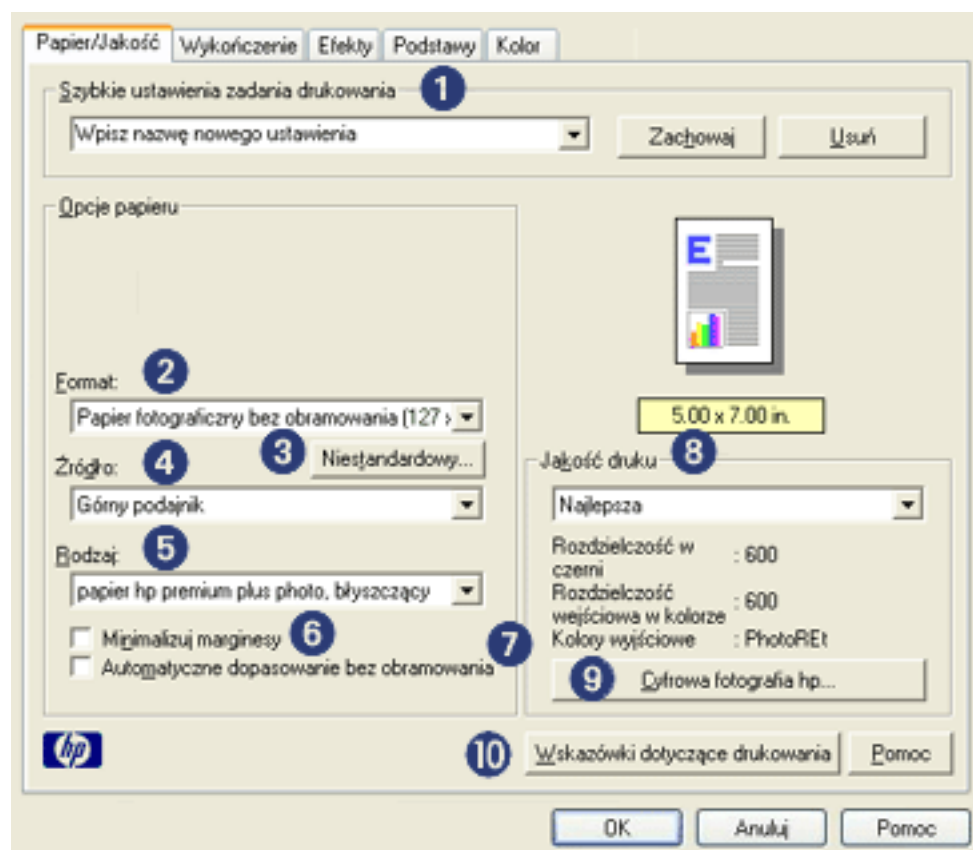 Papier/Jakość Wykończenie Efekty Podstawy Kolor
Szybkie ustawienia zadania drukowania 1
Wpisz nazwę nowego ustawienia Zachowaj Usuń
Opcje papieru
E
Format: 2
Papier fotograficzny bez obramowania (127 x
5.00 x 7.00 in.
3 Niestandardowy...
Źródło: 4
Górny podajnik
Rodzaj: 5
papier hp premium plus photo, błyszczący
Minimalizuj marginesy 6
Automatyczne dopasowanie bez obramowania 7
Jakość druku 8
Najlepsza
Rozdzielczość w czerni : 600
Rozdzielczość wejściowa w kolorze : 600
Kolory wyjściowe : PhotoREt
9 Cyfrowa fotografia hp...
hp
10 Wskazówki dotyczące drukowania Pomoc
OK Anuluj Pomoc